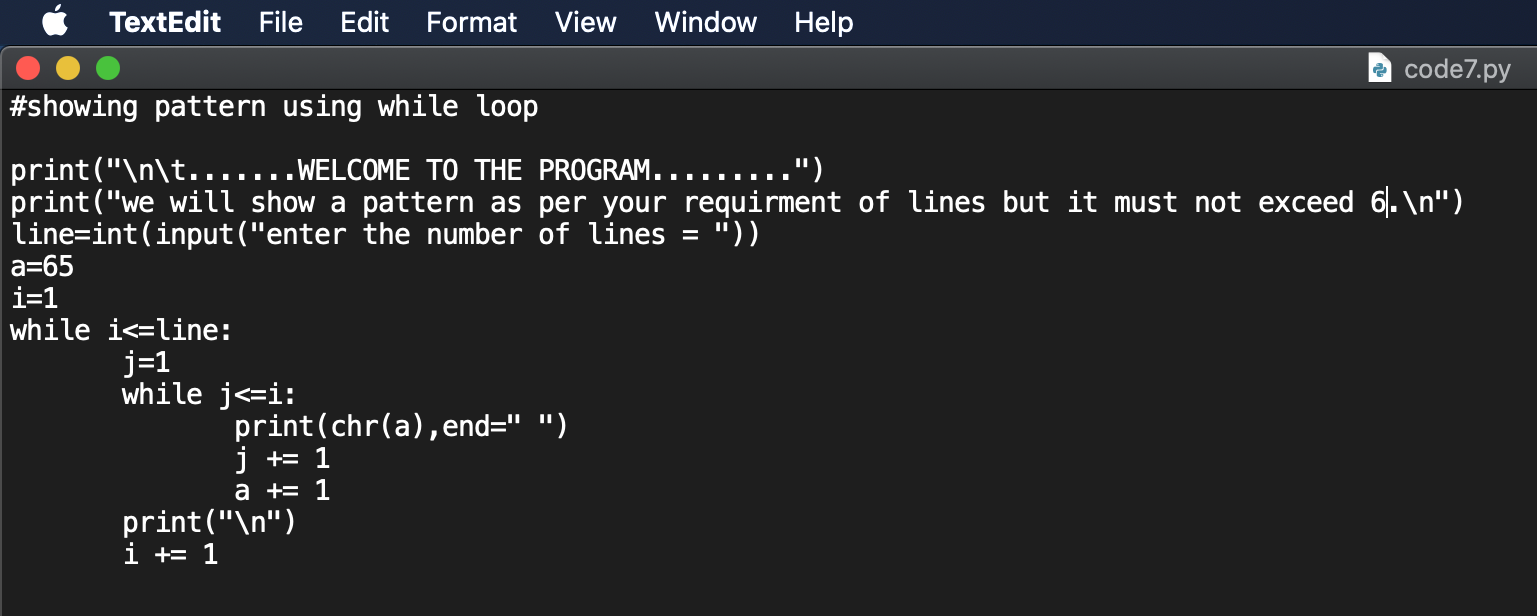 TextEdit File Edit Format View Window Help
code7.py
#showing pattern using while loop
print("\n\t.......WELCOME TO THE PROGRAM.........")
print("we will show a pattern as per your requirment of lines but it must not exceed 6.\n")
line=int(input("enter the number of lines = "))
a=65
i=1
while i<=line:
        j=1
        while j<=i:
                print(chr(a),end=" ")
                j += 1
                a += 1
        print("\n")
        i += 1